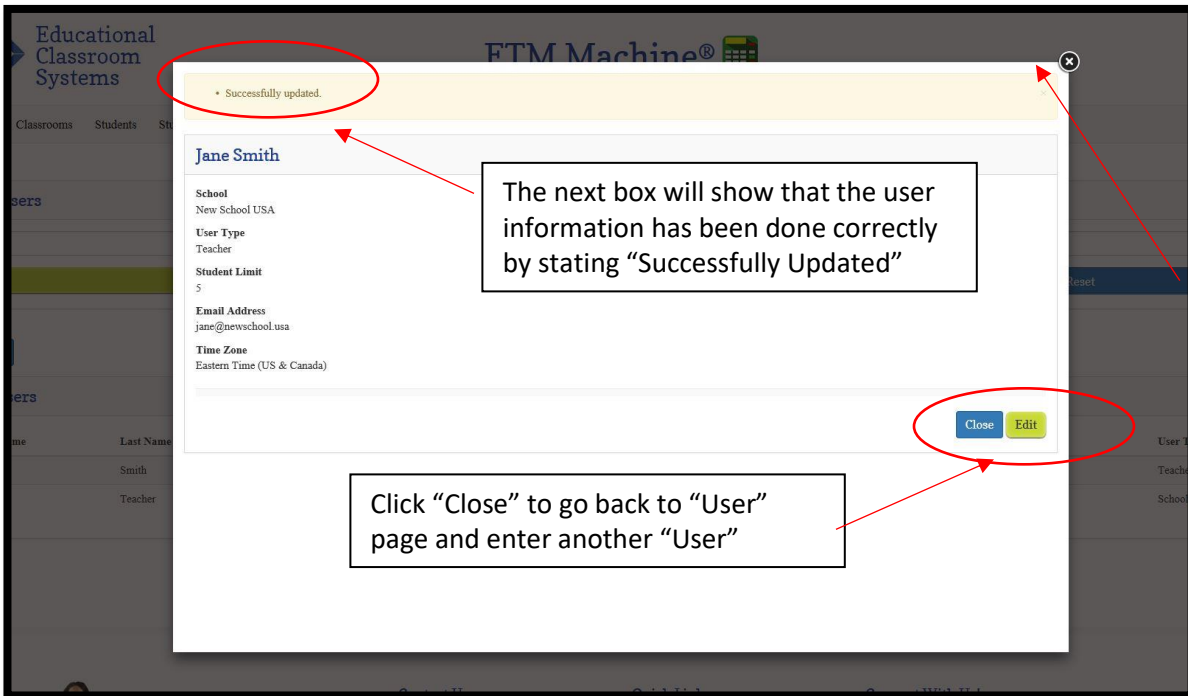 Educational
Classroom
Systems
FTM Machine®
• Successfully updated.
×
Classrooms Students
Jane Smith
School
New School USA
User Type
Teacher
Student Limit
5
Email Address
jane@newschool.usa
Time Zone
Eastern Time (US & Canada)
The next box will show that the user
information has been done correctly
by stating “Successfully Updated”
Reset
Close Edit
Last Name
Smith
Teacher
User
Click “Close” to go back to “User”
page and enter another “User”